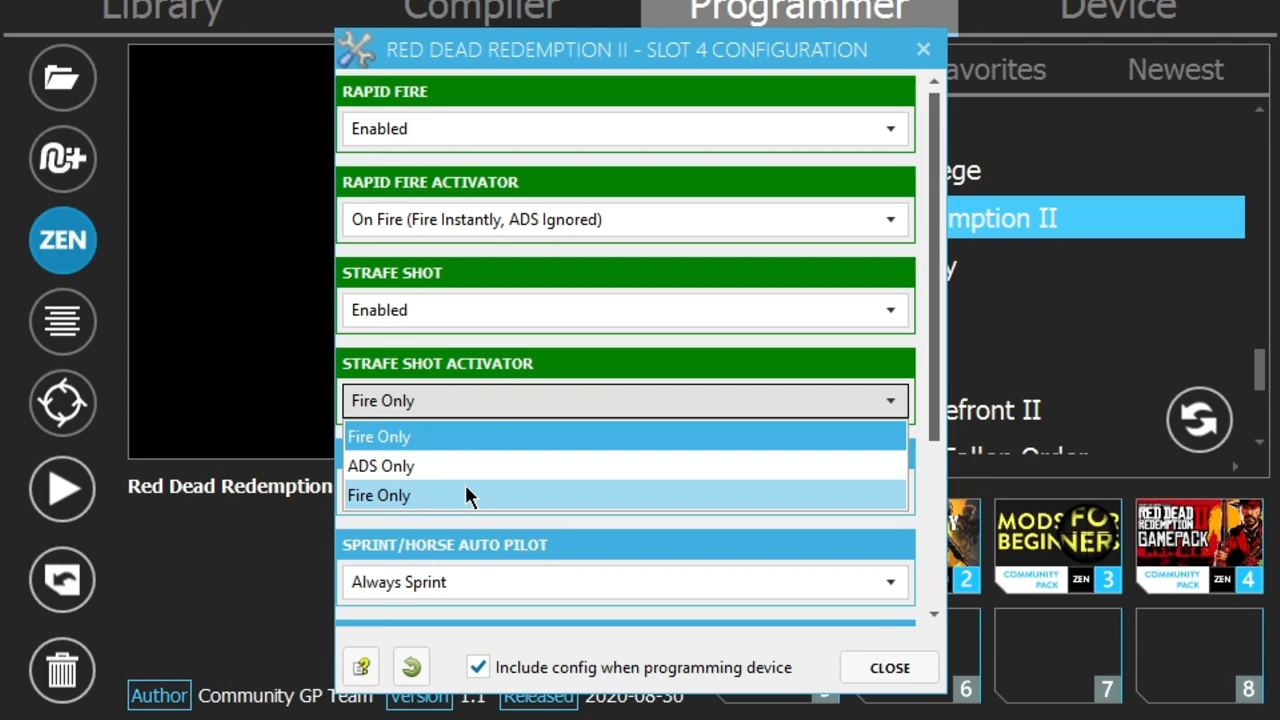 Library
Compiler
Programmer
Device
RED DEAD REDEMPTION II - SLOT 4 CONFIGURATION
avorites
Newest
RAPID FIRE
Enabled
ege
RAPID FIRE ACTIVATOR
mption II
On Fire (Fire Instantly, ADS Ignored)
ZEN
STRAFE SHOT
y
Enabled
STRAFE SHOT ACTIVATOR
Fire Only
efront II
Fire Only
ADS Only
Fallen Order
Fire Only
Red Dead Redemption
SPRINT/HORSE AUTO PILOT
Always Sprint
2
MODS FOR
BEGINNERS
COMMUNITY
PACK
ZEN
3
RED DEAD
REDEMPTION
GAMEPACK
COMMUNITY
PACK
ZEN
4
Include config when programming device
CLOSE
Author Community GP Team Version 1.1 Released 2020-08-30
6
7
8